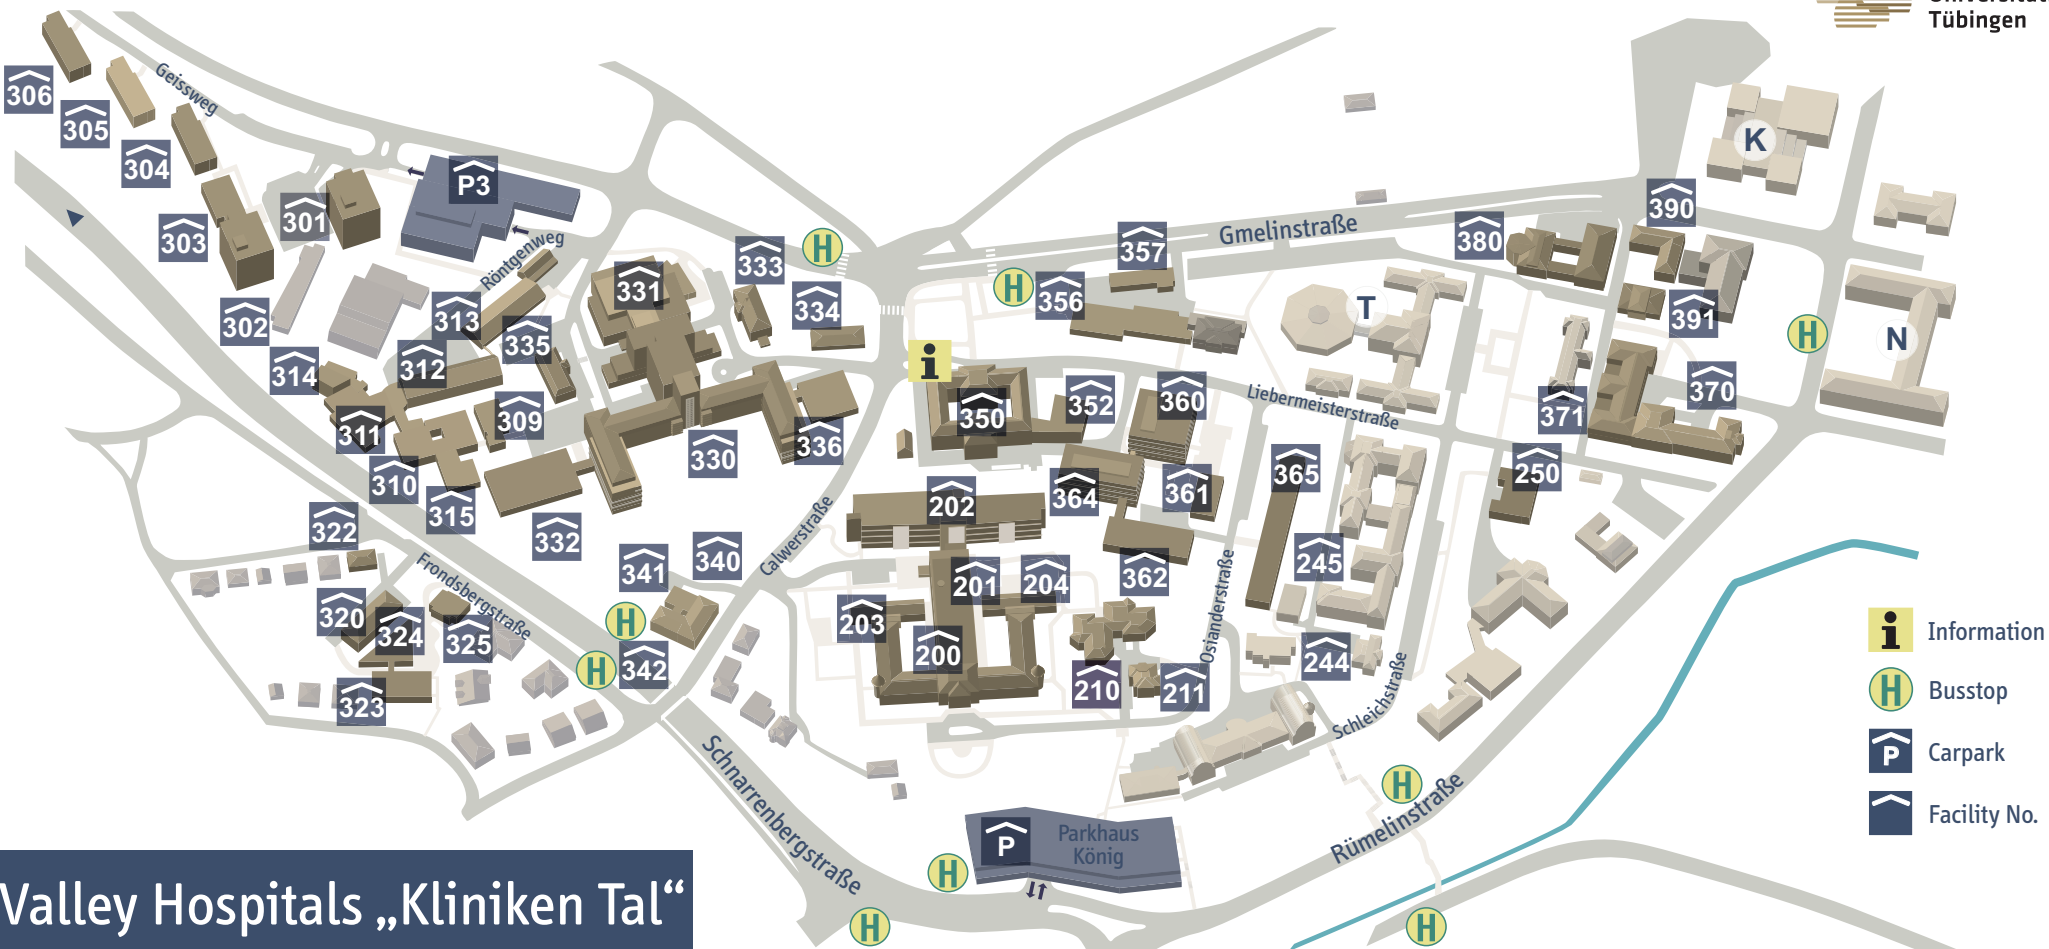 Tübingen
306
305
304
303
302
301
P3
Geissweg
Röntgenweg
313
314
312
335
331
333
334
311
309
310
315
332
330
336
322
320
324
325
323
Frondsbergstraße
341
340
342
Calwerstraße
i
H
H
357
356
Gmelinstraße
380
390
391
K
T
N
H
350
352
360
Liebermeisterstraße
371
370
250
202
364
361
365
245
201
204
362
Osianderstraße
203
200
210
211
244
Schleichstraße
H
H
Schnarrenbergstraße
P
Parkhaus
König
Rümelinstraße
H
H
H
H
i Information
H Busstop
P Carpark
Facility No.
Valley Hospitals „Kliniken Tal“